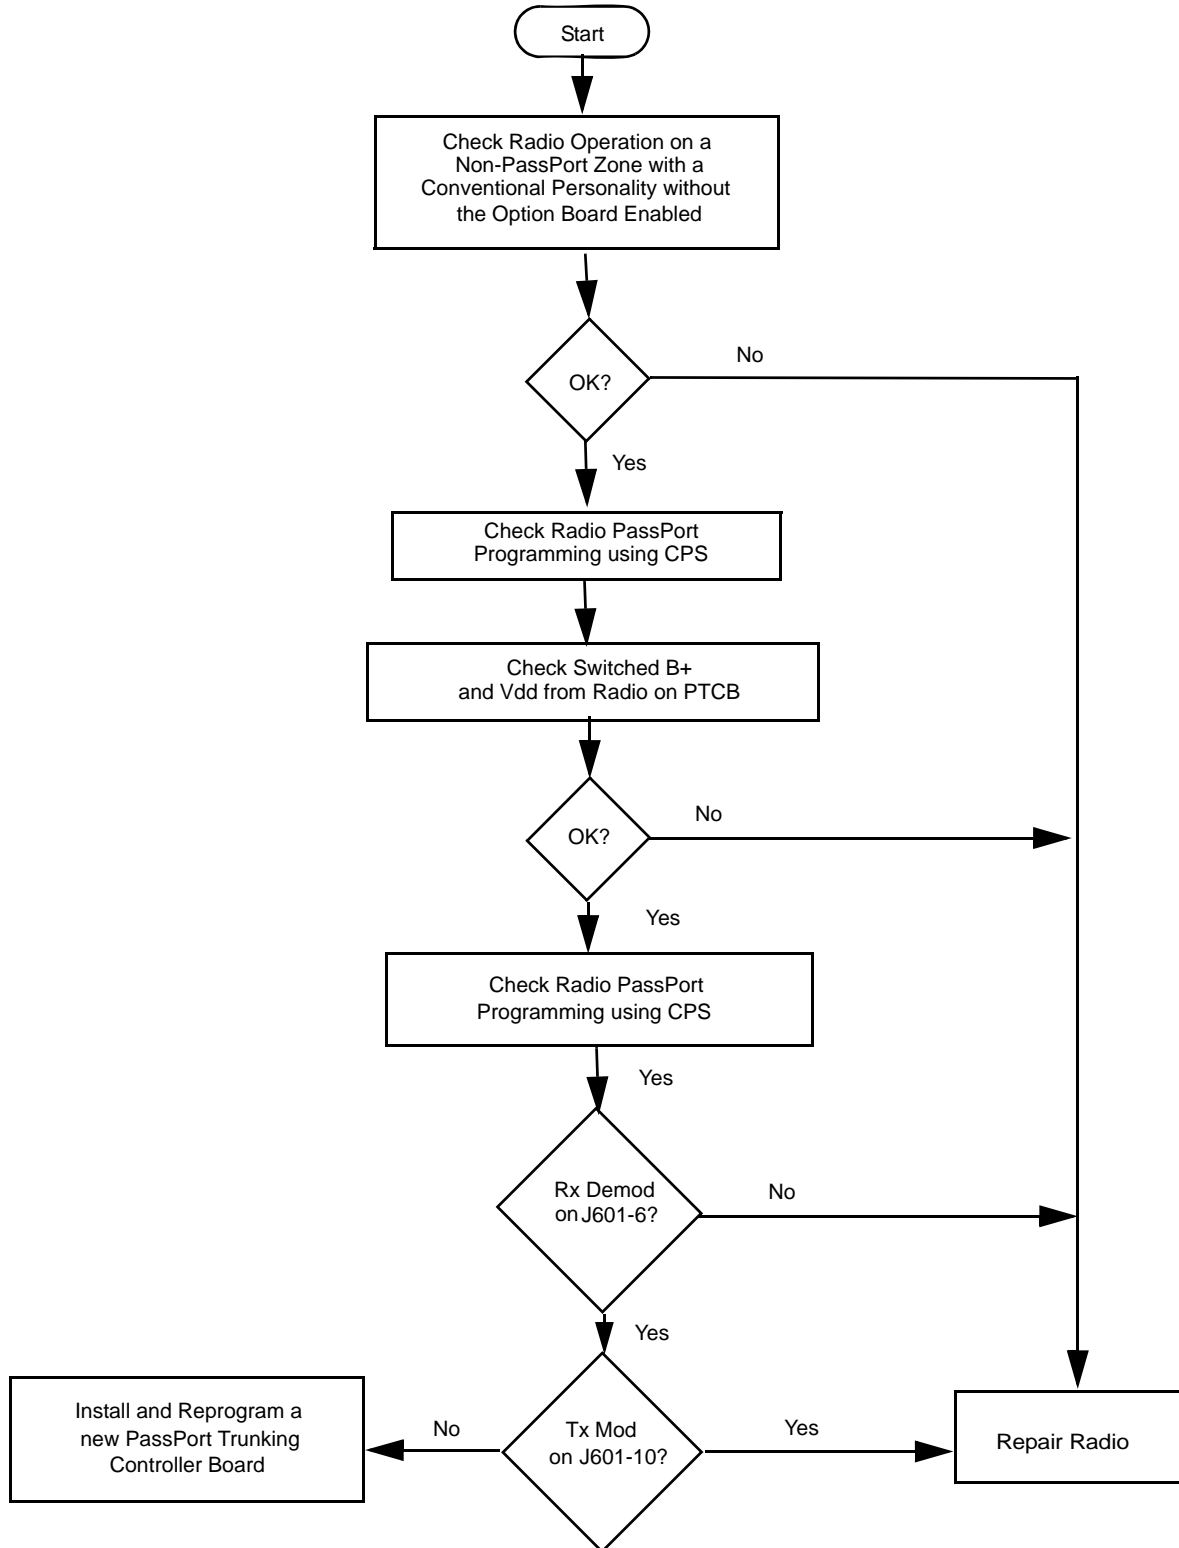 Start
Check Radio Operation on a
Non-PassPort Zone with a
Conventional Personality without
the Option Board Enabled
No
OK?
Yes
Check Radio PassPort
Programming using CPS
Check Switched B+
and Vdd from Radio on PTCB
No
OK?
Yes
Check Radio PassPort
Programming using CPS
Yes
Rx Demod
on J601-6?
No
Yes
Install and Reprogram a
new PassPort Trunking
Controller Board
No
Tx Mod
on J601-10?
Yes
Repair Radio